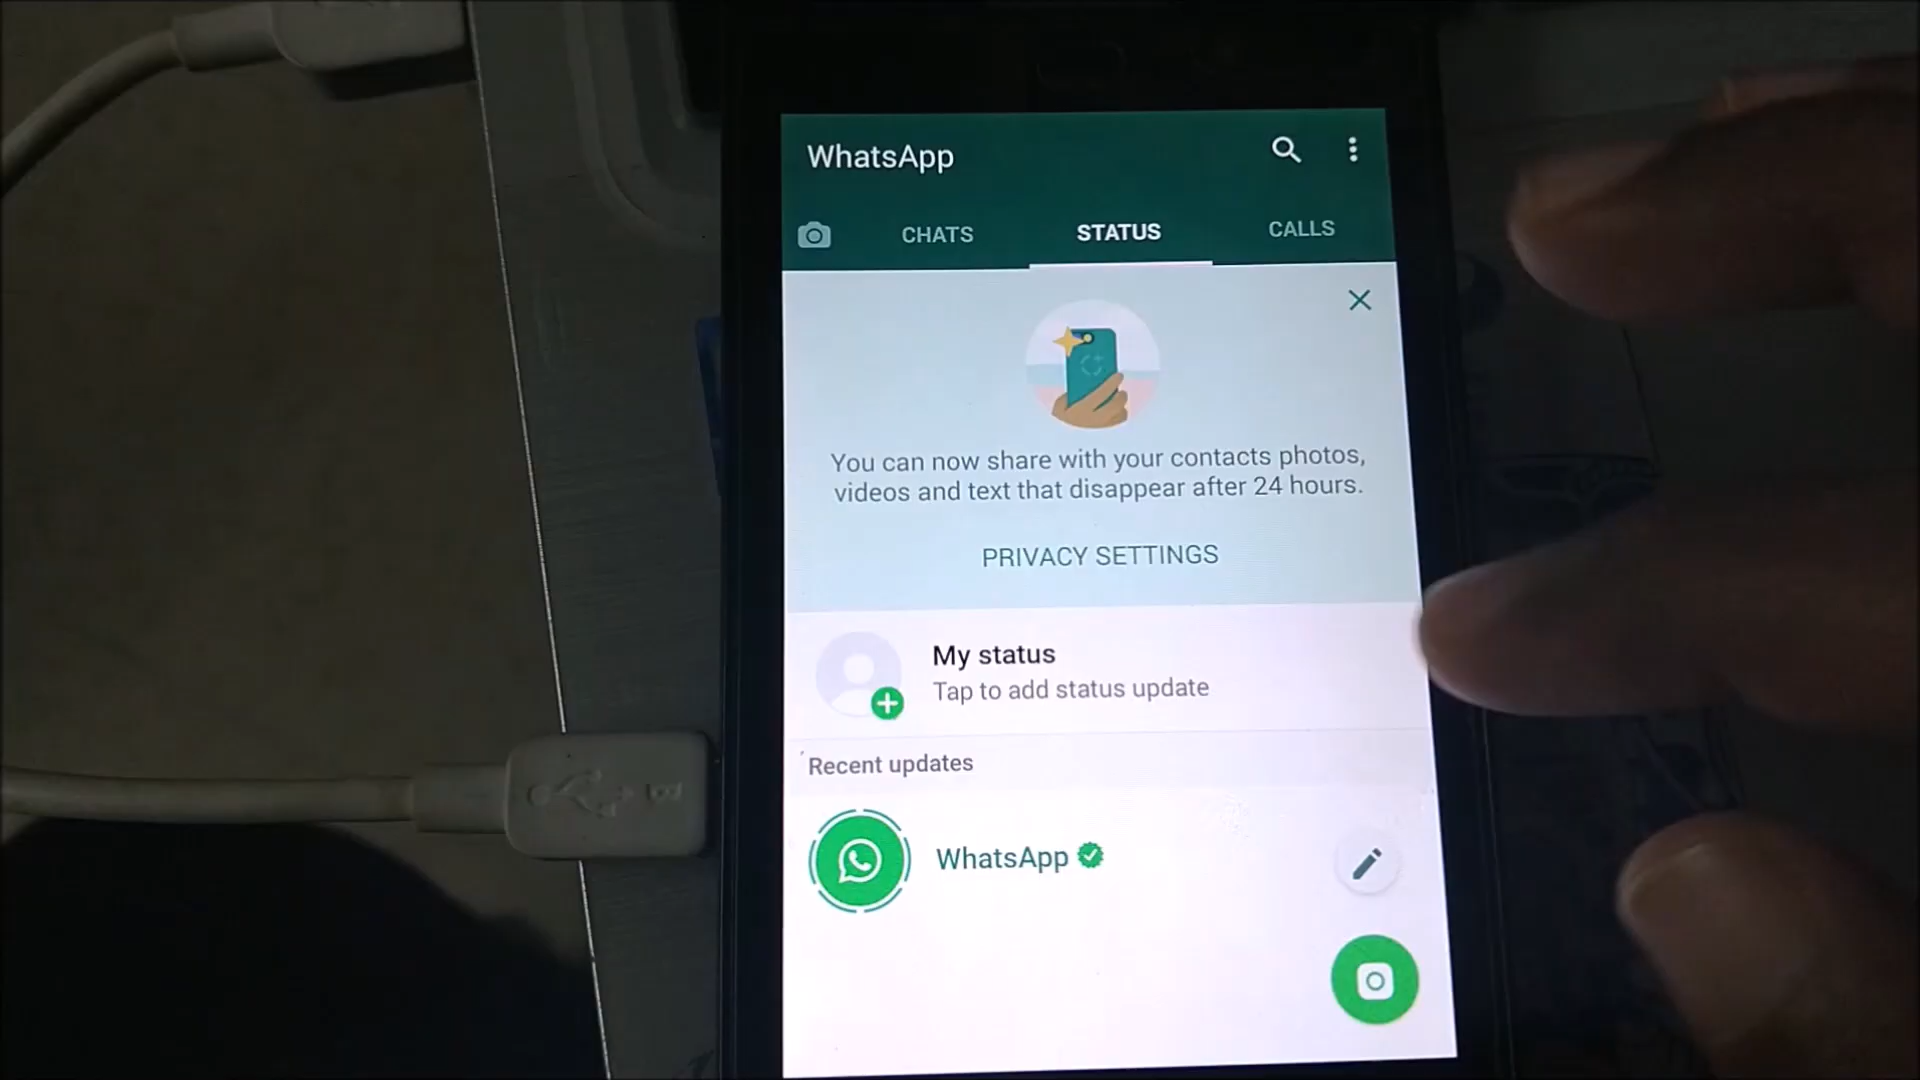 WhatsApp
CHATS
STATUS
CALLS
You can now share with your contacts photos,
videos and text that disappear after 24 hours.
PRIVACY SETTINGS
My status
Tap to add status update
Recent updates
WhatsApp
B